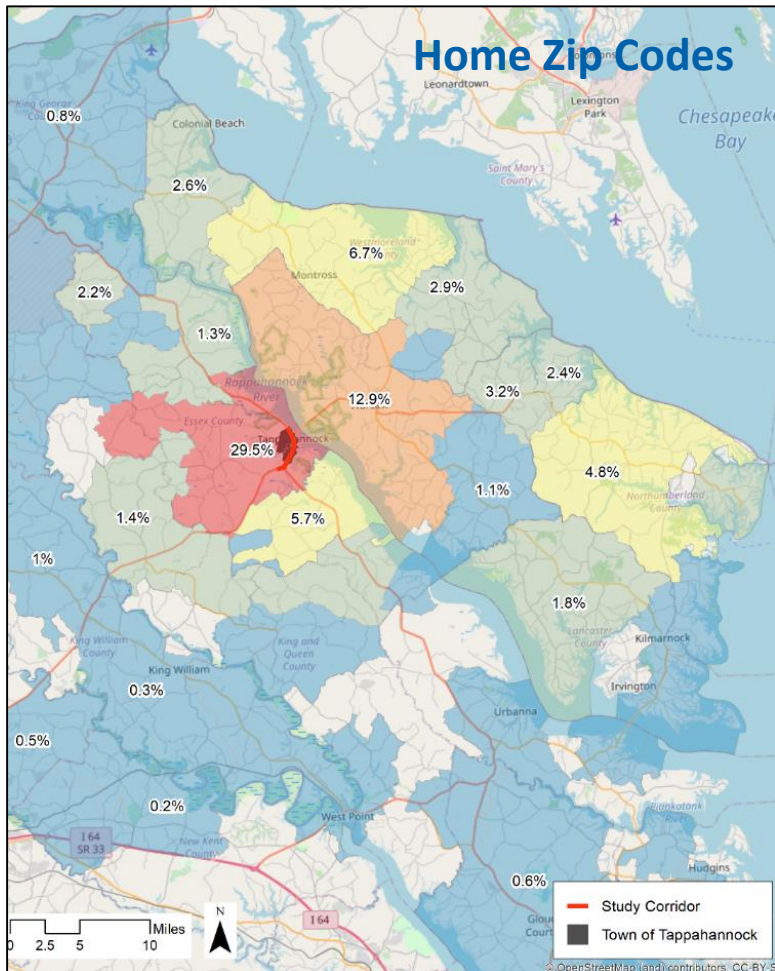 Home Zip Codes
Leonardtown
Lexington
Park
Chesapeake
Bay
King George
0.8%
Colonial Beach
Saint Mary's
County
2.6%
6.7%
Westmoreland
Montross
2.9%
2.2%
1.3%
2.4%
3.2%
Rappahannock
River
12.9%
Essex County
Tappahannock
29.5%
4.8%
Northumberland
County
1.1%
1.4%
5.7%
1%
1.8%
Lancaster
County
Kilmarnock
King William
County
King and
Queen
County
King William
Irvington
0.3%
Urbanna
0.5%
0.2%
West Point
Piankatank
River
I 64
SR 33
New Kent
County
Hudgins
0.6%
I 64
Study Corridor
Town of Tappahannock
N
Miles
0 2.5 5 10
© OpenStreetMap (and) contributors, CC-BY-S